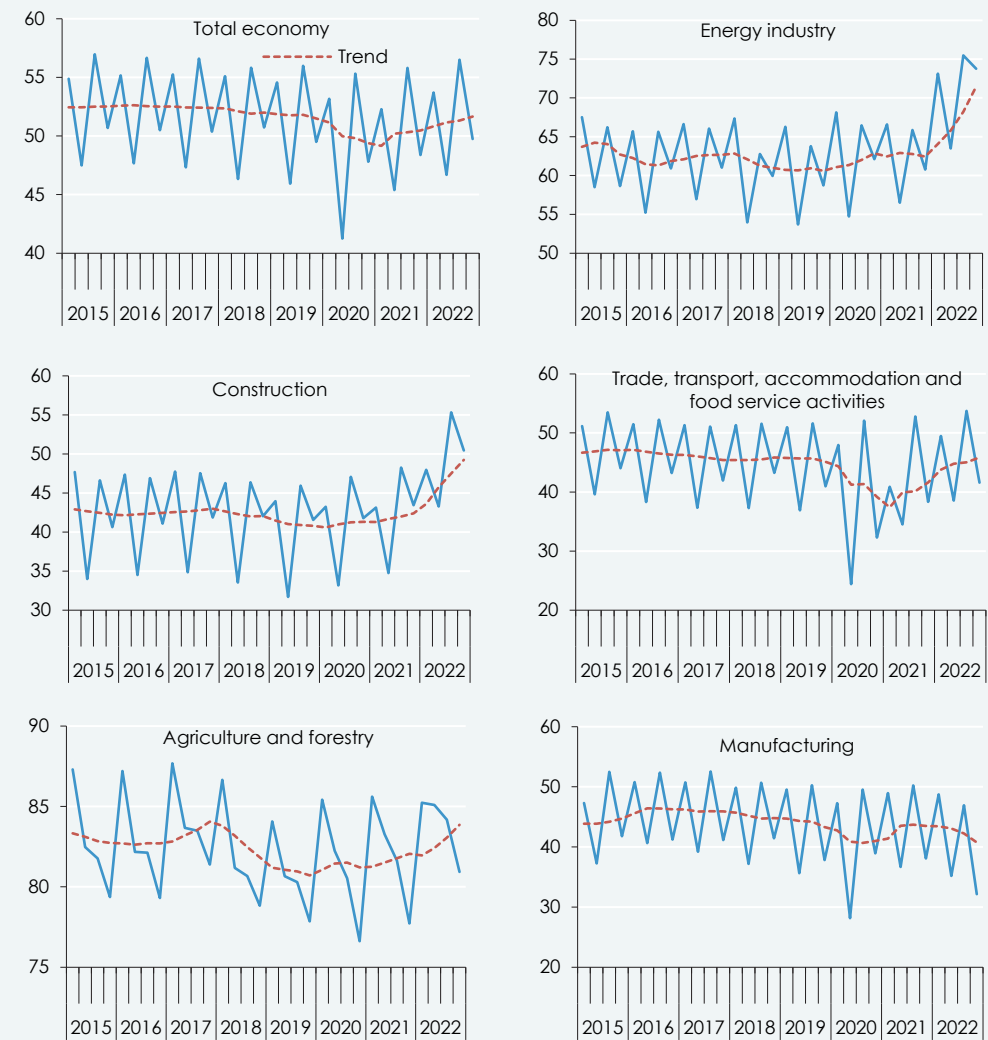 Total economy
Trend
60
55
50
45
40
2015 2016 2017 2018 2019 2020 2021 2022
Energy industry
80
75
70
65
60
55
50
2015 2016 2017 2018 2019 2020 2021 2022
Construction
60
55
50
45
40
35
30
2015 2016 2017 2018 2019 2020 2021 2022
Trade, transport, accommodation and
food service activities
60
50
40
30
20
2015 2016 2017 2018 2019 2020 2021 2022
Agriculture and forestry
90
85
80
75
2015 2016 2017 2018 2019 2020 2021 2022
Manufacturing
60
50
40
30
20
2015 2016 2017 2018 2019 2020 2021 2022